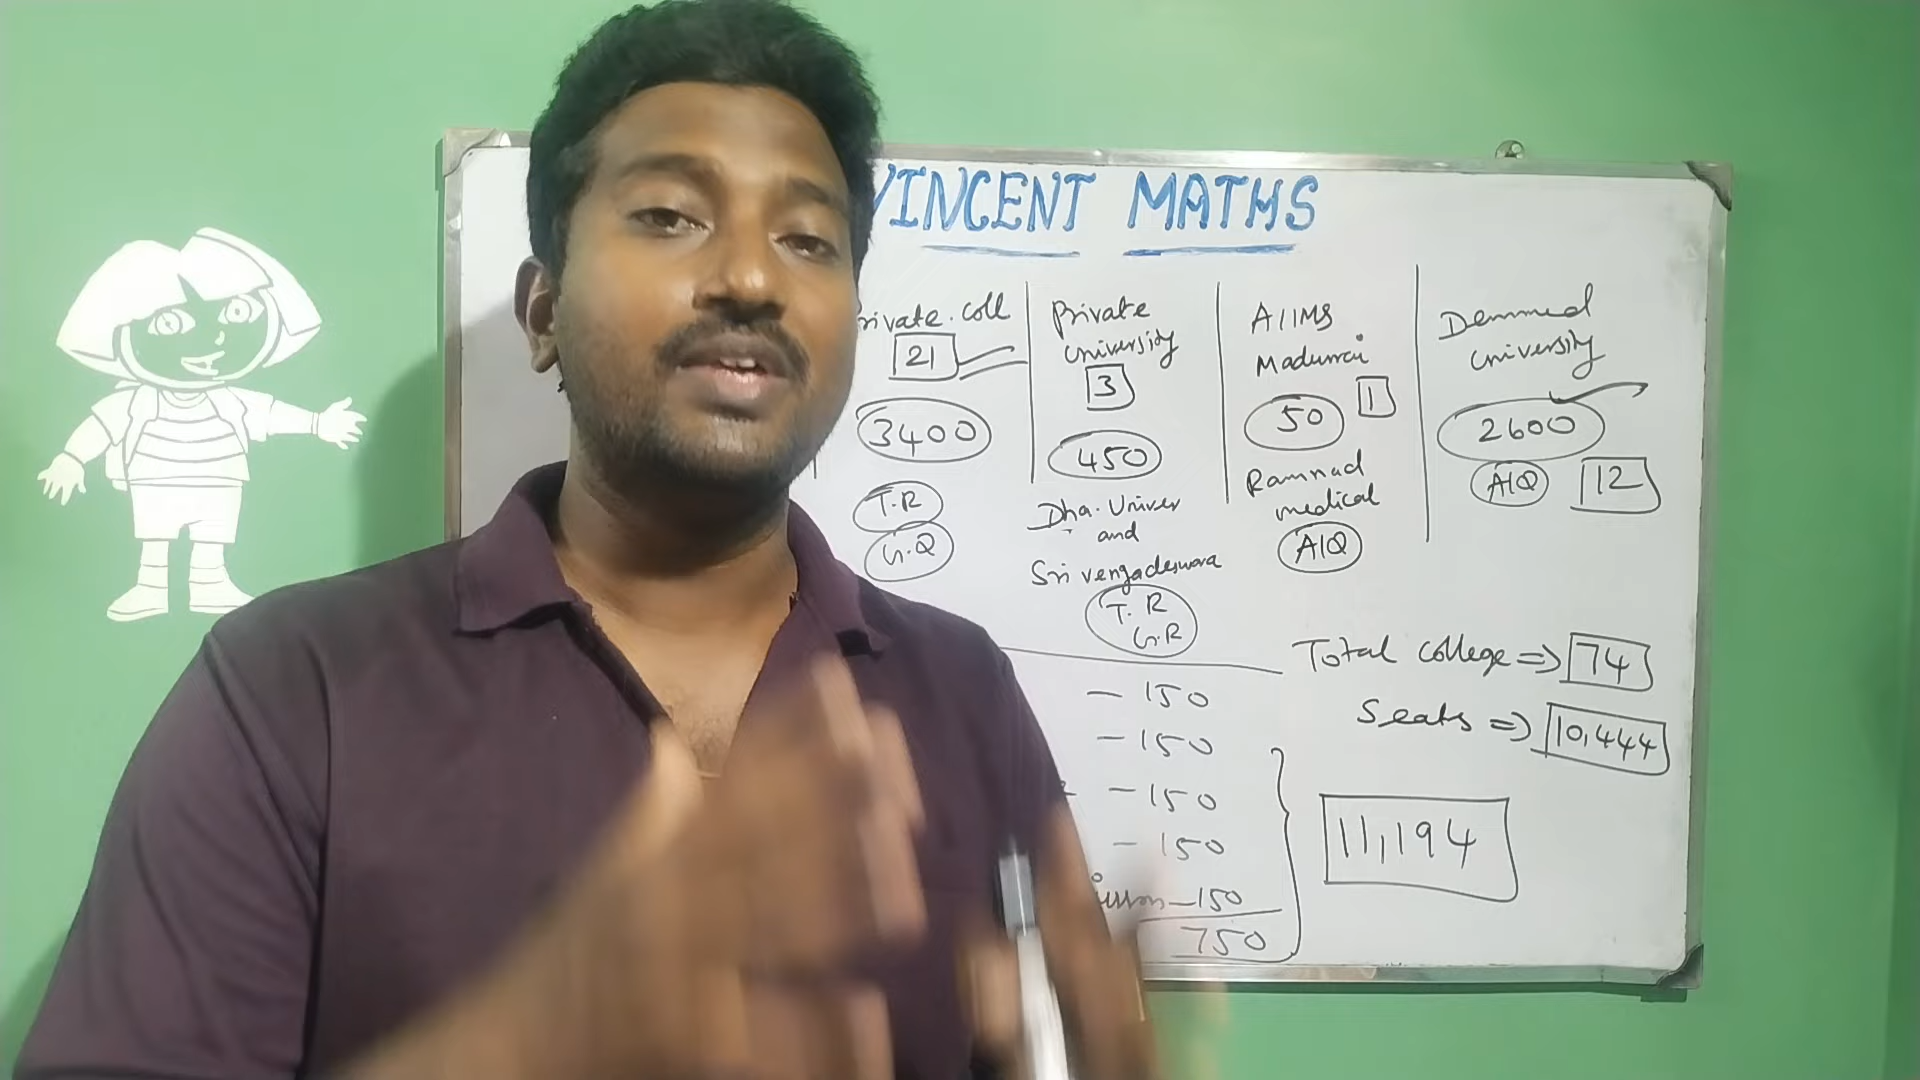 VINCENT MATHS
rivate. coll
21
3400
T.R
G.Q
Private
University
3
450
Dha. Univer
and
Sri vengadeswara
T. R
G.R
AIIMS
Madurai
50
1
Ramnad
medical
AIQ
Demmed
University
2600
AIQ
12
Total college => 74
Seats => 10,444
- 150
- 150
- 150
- 150
-150
750
11,194